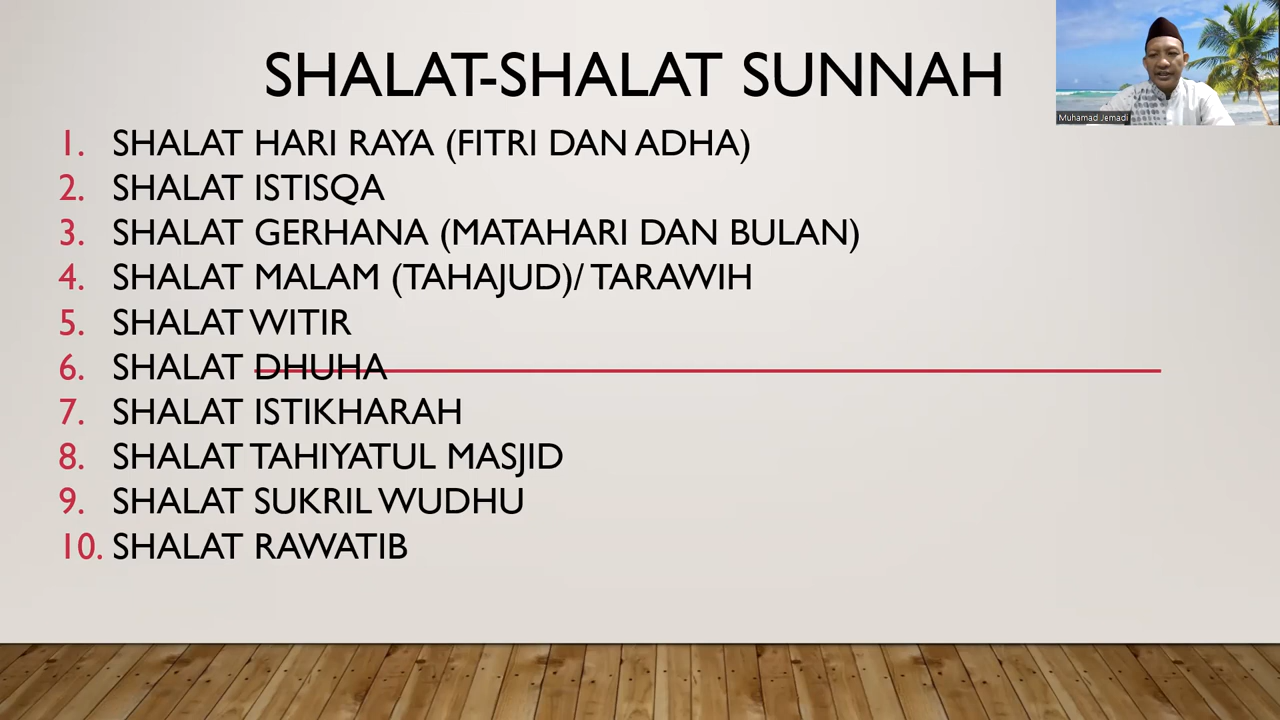 SHALAT-SHALAT SUNNAH
Muhamad Jemadi
1. SHALAT HARI RAYA (FITRI DAN ADHA)
2. SHALAT ISTISQA
3. SHALAT GERHANA (MATAHARI DAN BULAN)
4. SHALAT MALAM (TAHAJUD)/ TARAWIH
5. SHALAT WITIR
6. SHALAT DHUHA
7. SHALAT ISTIKHARAH
8. SHALAT TAHIYATUL MASJID
9. SHALAT SUKRIL WUDHU
10. SHALAT RAWATIB